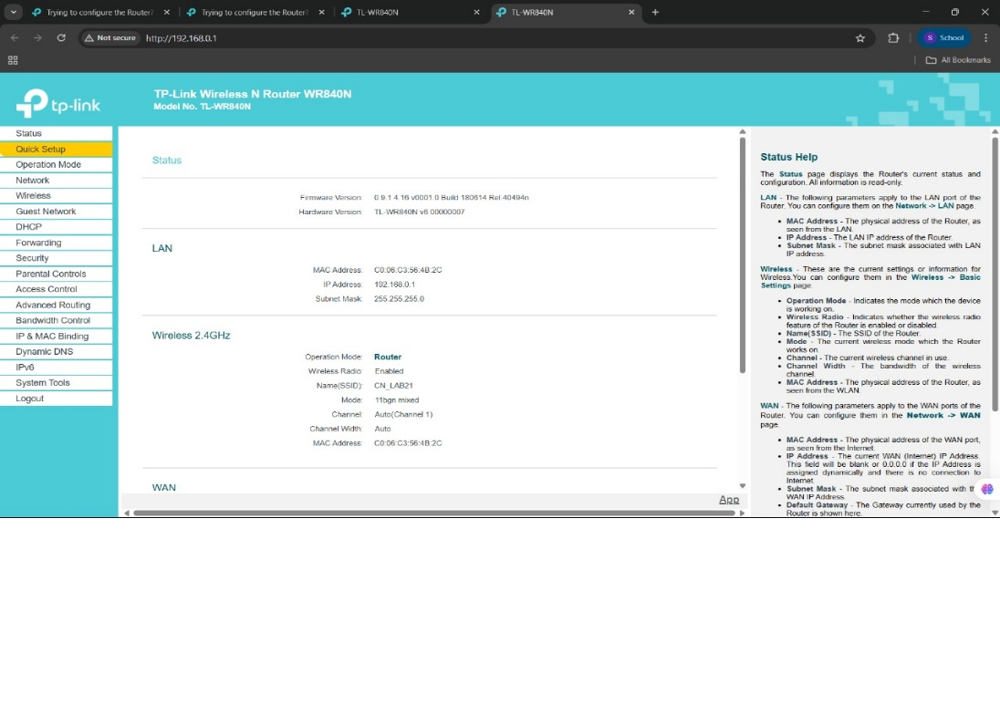 Trying to configure the Router?
Trying to configure the Router?
TL-WR840N
TL-WR840N
Not secure
http://192.168.0.1
S School
All Bookmarks
tp-link
TP-Link Wireless N Router WR840N
Model No. TL-WR840N
Status
Quick Setup
Operation Mode
Network
Wireless
Guest Network
DHCP
Forwarding
Security
Parental Controls
Access Control
Advanced Routing
Bandwidth Control
IP & MAC Binding
Dynamic DNS
IPv6
System Tools
Logout
Status
Firmware Version: 0.9.1 4.16 v0001.0 Build 180614 Rel.40494n
Hardware Version: TL-WR840N v6 00000007
LAN
MAC Address: C0:06:C3:56:4B:2C
IP Address: 192.168.0.1
Subnet Mask: 255.255.255.0
Wireless 2.4GHz
Operation Mode: Router
Wireless Radio: Enabled
Name(SSID): CN_LAB21
Mode: 11bgn mixed
Channel: Auto(Channel 1)
Channel Width: Auto
MAC Address: C0:06:C3:56:4B:2C
WAN
App
Status Help
The Status page displays the Router's current status and
configuration. All information is read-only.
LAN - The following parameters apply to the LAN port of the
Router. You can configure them on the Network -> LAN page.
• MAC Address - The physical address of the Router, as
seen from the LAN.
• IP Address - The LAN IP address of the Router.
• Subnet Mask - The subnet mask associated with LAN
IP address.
Wireless - These are the current settings or information for
Wireless.You can configure them in the Wireless -> Basic
Settings page.
• Operation Mode - Indicates the mode which the device
is working on.
• Wireless Radio - Indicates whether the wireless radio
feature of the Router is enabled or disabled.
• Name(SSID) - The SSID of the Router.
• Mode - The current wireless mode which the Router
works on.
• Channel - The current wireless channel in use.
• Channel Width - The bandwidth of the wireless
channel.
• MAC Address - The physical address of the Router, as
seen from the WLAN.
WAN - The following parameters apply to the WAN ports of the
Router. You can configure them in the Network -> WAN
page.
• MAC Address - The physical address of the WAN port,
as seen from the Internet.
• IP Address - The current WAN (Internet) IP Address.
This field will be blank or 0.0.0.0 if the IP Address is
assigned dynamically and there is no connection to
Internet.
• Subnet Mask - The subnet mask associated with
WAN IP Address.
• Default Gateway - The Gateway currently used by the
Router is shown here.